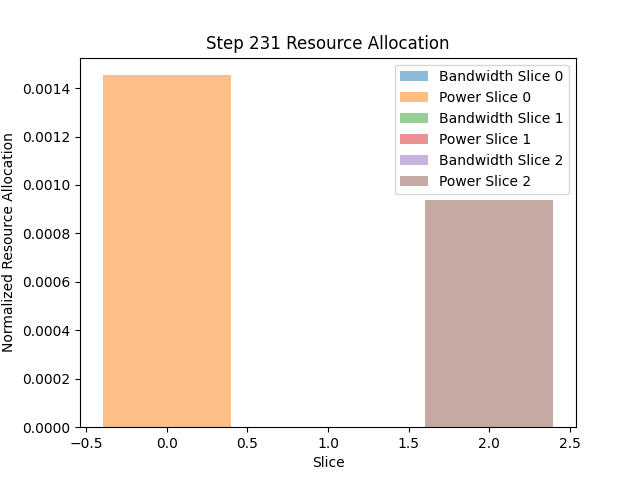 Step 231 Resource Allocation
Normalized Resource Allocation
0.0014
0.0012
0.0010
0.0008
0.0006
0.0004
0.0002
0.0000
Bandwidth Slice 0
Power Slice 0
Bandwidth Slice 1
Power Slice 1
Bandwidth Slice 2
Power Slice 2
−0.5 0.0 0.5 1.0 1.5 2.0 2.5
Slice